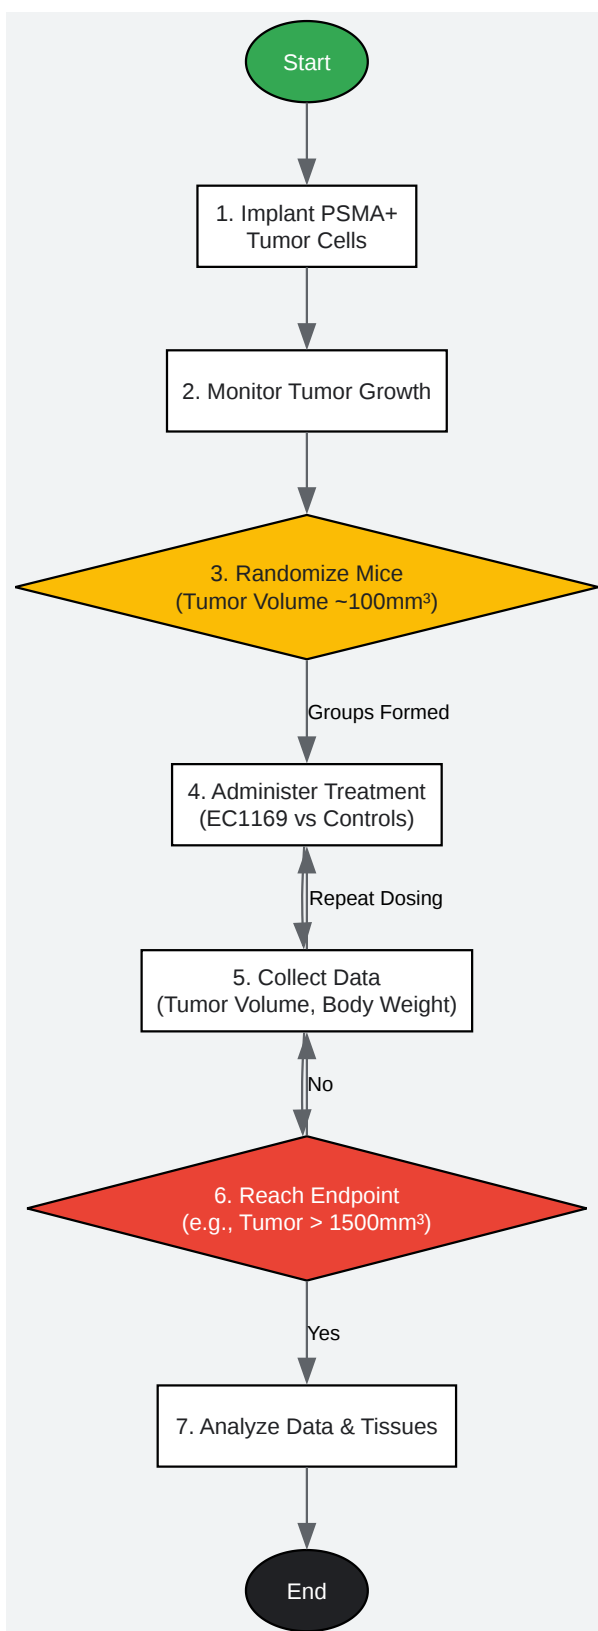 Start
1. Implant PSMA+
Tumor Cells
2. Monitor Tumor Growth
3. Randomize Mice
(Tumor Volume ~100mm³)
Groups Formed
4. Administer Treatment
(EC1169 vs Controls)
Repeat Dosing
5. Collect Data
(Tumor Volume, Body Weight)
No
6. Reach Endpoint
(e.g., Tumor > 1500mm³)
Yes
7. Analyze Data & Tissues
End